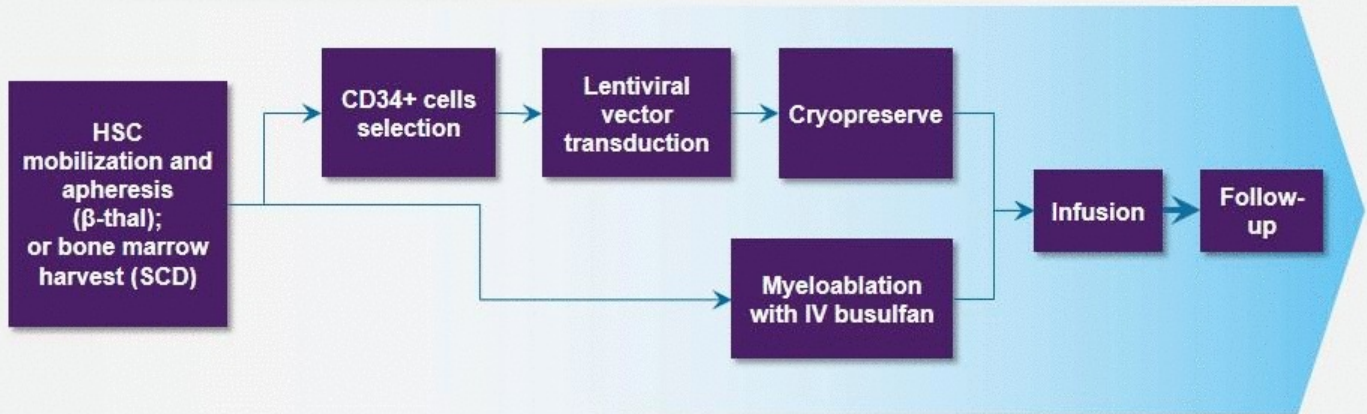 HSC
mobilization and
apheresis
(β-thal);
or bone marrow
harvest (SCD)
CD34+ cells
selection
Lentiviral
vector
transduction
Cryopreserve
Myeloablation
with IV busulfan
Infusion
Follow-
up